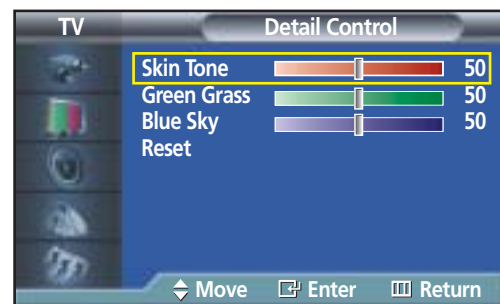 TV Detail Control
Skin Tone 50
Green Grass 50
Blue Sky 50
Reset
Move Enter Return